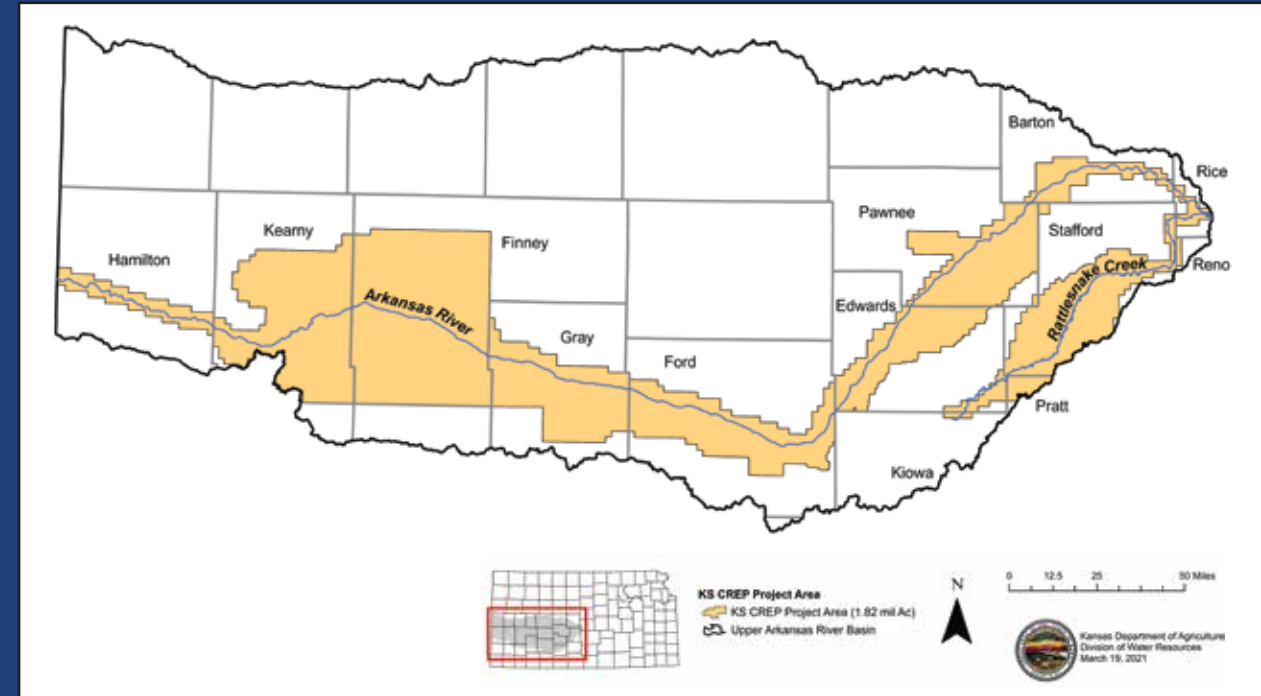 Barton
Rice
Pawnee
Kearny
Stafford
Finney
Hamilton
Reno
Rattlesnake Creek
Arkansas River
Edwards
Gray
Ford
Pratt
Kiowa
KS CREP Project Area
KS CREP Project Area (1.82 mil Ac)
Upper Arkansas River Basin
N
0 12.5 25 50 Miles
Kansas Department of Agriculture
Division of Water Resources
March 19, 2021